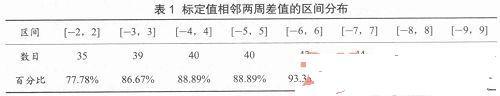 表 1 标定值相邻两周差值的区间分布
区间 [-2, 2] [-3, 3] [-4, 4] [-5, 5] [-6, 6] [-7, 7] [-8, 8] [-9, 9]
数目 35 39 40 40
百分比 77.78% 86.67% 88.89% 88.89%